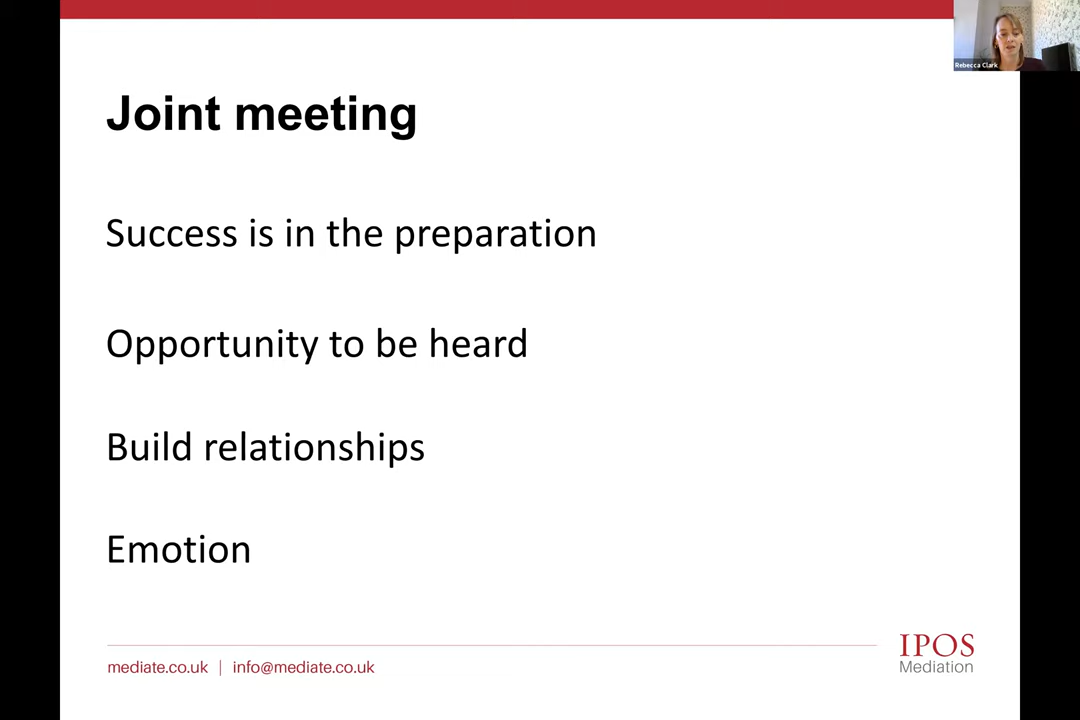 Rebecca Clark
Joint meeting
Success is in the preparation
Opportunity to be heard
Build relationships
Emotion
mediate.co.uk | info@mediate.co.uk
IPOS
Mediation